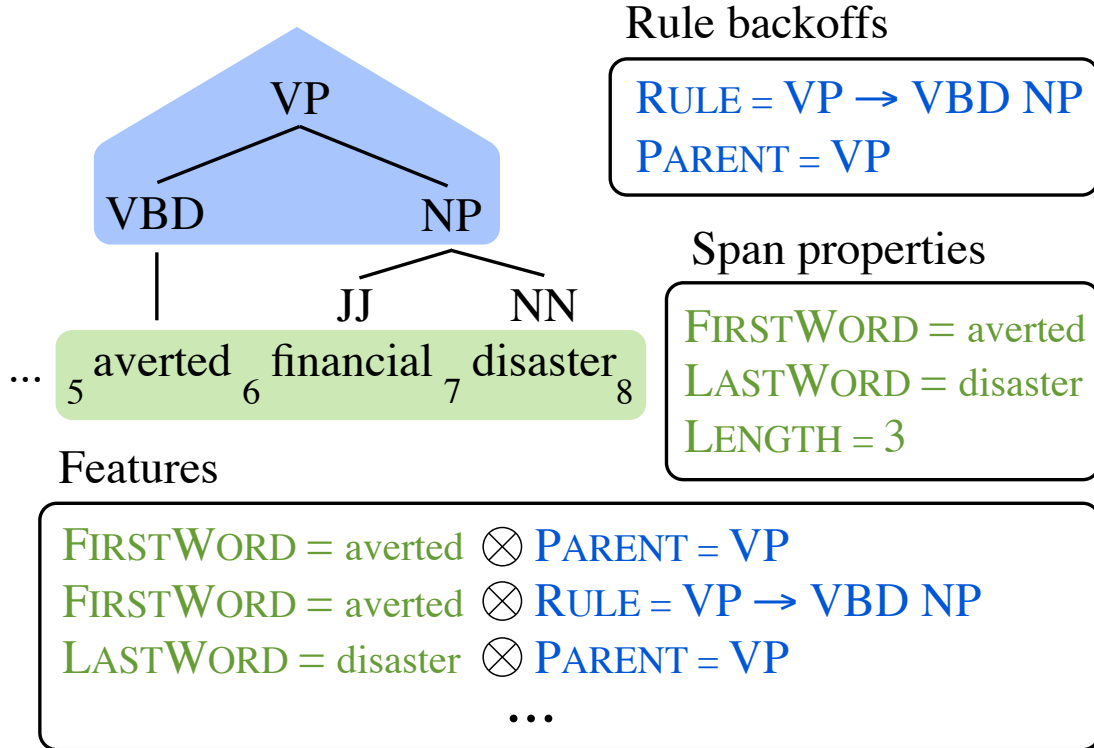 Rule backoffs
VP
RULE = VP → VBD NP
PARENT = VP
VBD NP
Span properties
JJ NN
FIRSTWORD = averted
LASTWORD = disaster
LENGTH = 3
... 5 averted 6 financial 7 disaster 8
Features
FIRSTWORD = averted ⊗ PARENT = VP
FIRSTWORD = averted ⊗ RULE = VP → VBD NP
LASTWORD = disaster ⊗ PARENT = VP
...